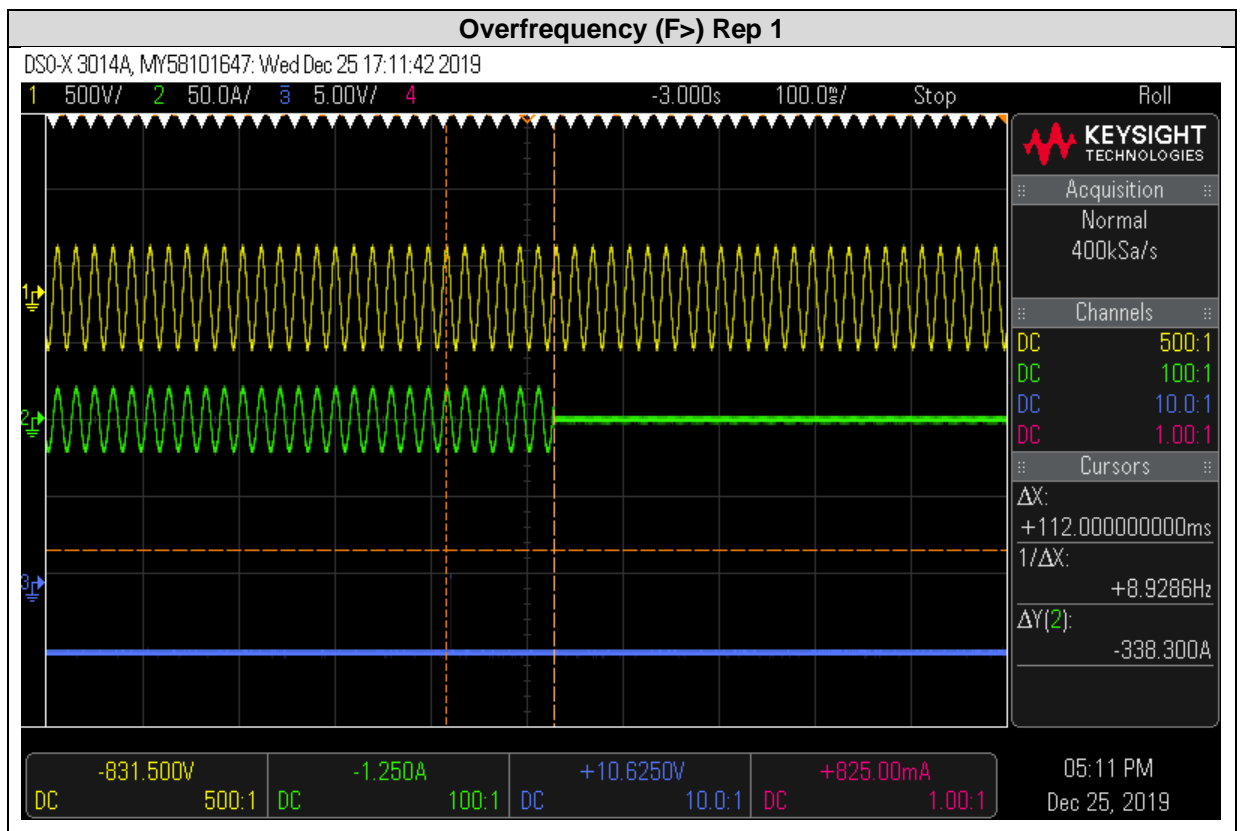 Overfrequency (F>) Rep 1
DSO-X 3014A, MY58101647: Wed Dec 25 17:11:42 2019
1 500V/ 2 50.0A/ 3 5.00V/ 4 -3.000s 100.0ms/ Stop Roll
KEYSIGHT
TECHNOLOGIES
Acquisition
Normal
400kSa/s
Channels
DC 500:1
DC 100:1
DC 10.0:1
DC 1.00:1
Cursors
ΔX:
+112.000000000ms
1/ΔX:
+8.9286Hz
ΔY(2):
-338.300A
1
2
3
-831.500V -1.250A +10.6250V +825.00mA
DC 500:1 DC 100:1 DC 10.0:1 DC 1.00:1
05:11 PM
Dec 25, 2019